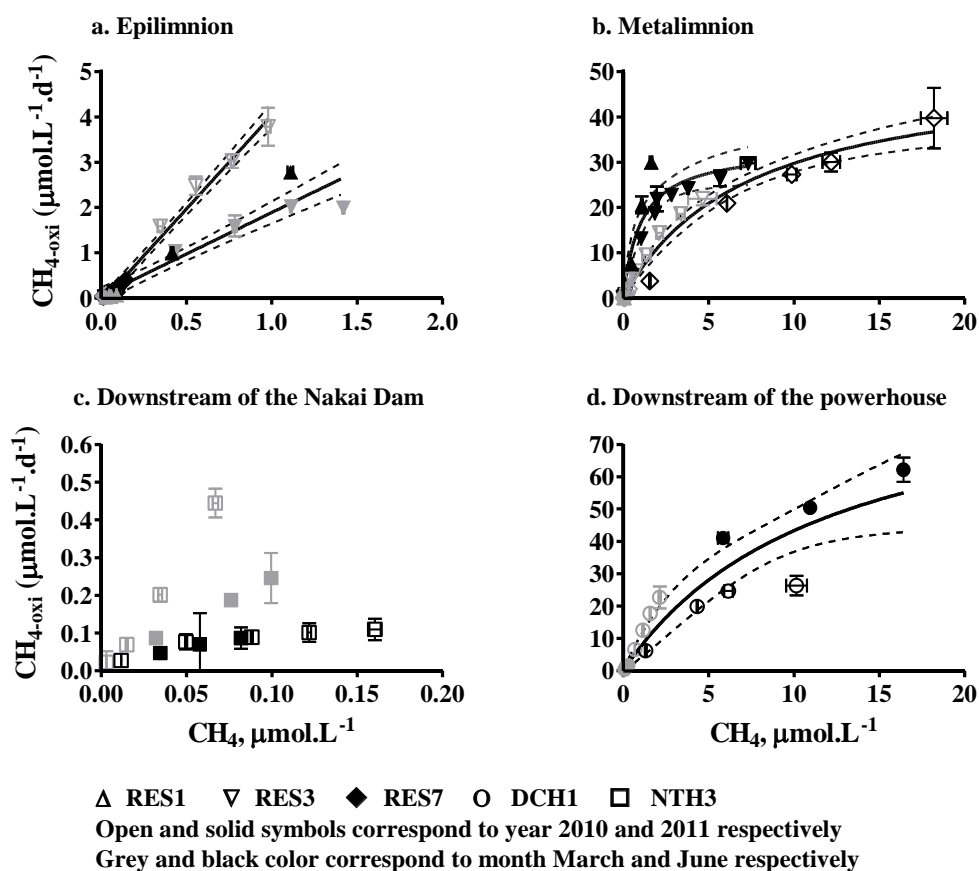 a. Epilimnion
b. Metalimnion
CH4-oxi (μmol.L-1.d-1)
5
4
3
2
1
0
0.0 0.5 1.0 1.5 2.0
50
40
30
20
10
0
0 5 10 15 20
c. Downstream of the Nakai Dam
d. Downstream of the powerhouse
CH4-oxi (μmol.L-1.d-1)
0.6
0.5
0.4
0.3
0.2
0.1
0.0
0.00 0.05 0.10 0.15 0.20
CH4, μmol.L-1
70
60
50
40
30
20
10
0
0 5 10 15 20
CH4, μmol.L-1
RES1 RES3 RES7 DCH1 NTH3
Open and solid symbols correspond to year 2010 and 2011 respectively
Grey and black color correspond to month March and June respectively